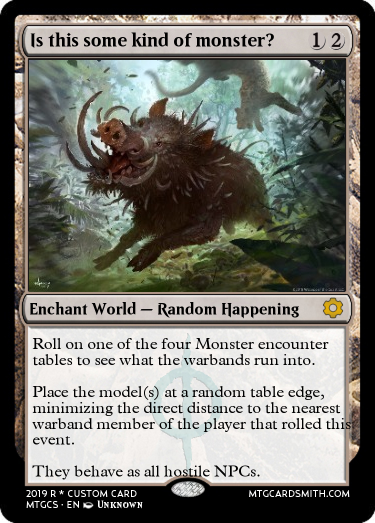 Is this some kind of monster? 1 2
Enchant World — Random Happening
Roll on one of the four Monster encounter
tables to see what the warbands run into.
Place the model(s) at a random table edge,
minimizing the direct distance to the nearest
warband member of the player that rolled this
event.
They behave as all hostile NPCs.
2019 R * CUSTOM CARD
MTGCS · EN Unknown
MTGCARDSMITH.COM